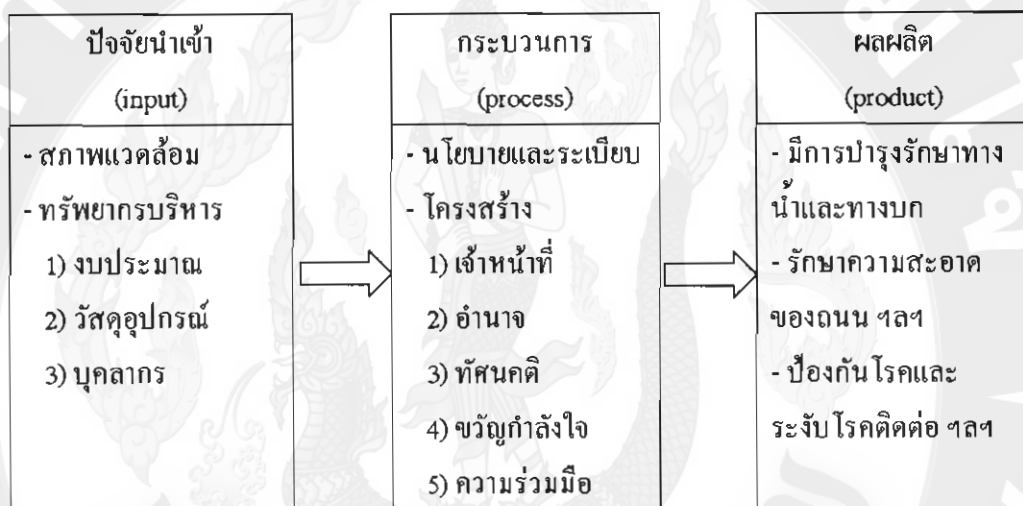 ปัจจัยนำเข้า
(input)
- สภาพแวดล้อม
- ทรัพยากรบริหาร
1) งบประมาณ
2) วัสดุอุปกรณ์
3) บุคลากร
กระบวนการ
(process)
- นโยบายและระเบียบ
- โครงสร้าง
1) เจ้าหน้าที่
2) อำนาจ
3) ทัศนคติ
4) ขวัญกำลังใจ
5) ความร่วมมือ
ผลผลิต
(product)
- มีการบำรุงรักษาทาง
น้ำและทางบก
- รักษาความสะอาด
ของถนน ฯลฯ
- ป้องกันโรคและ
ระงับโรคติดต่อ ฯลฯ